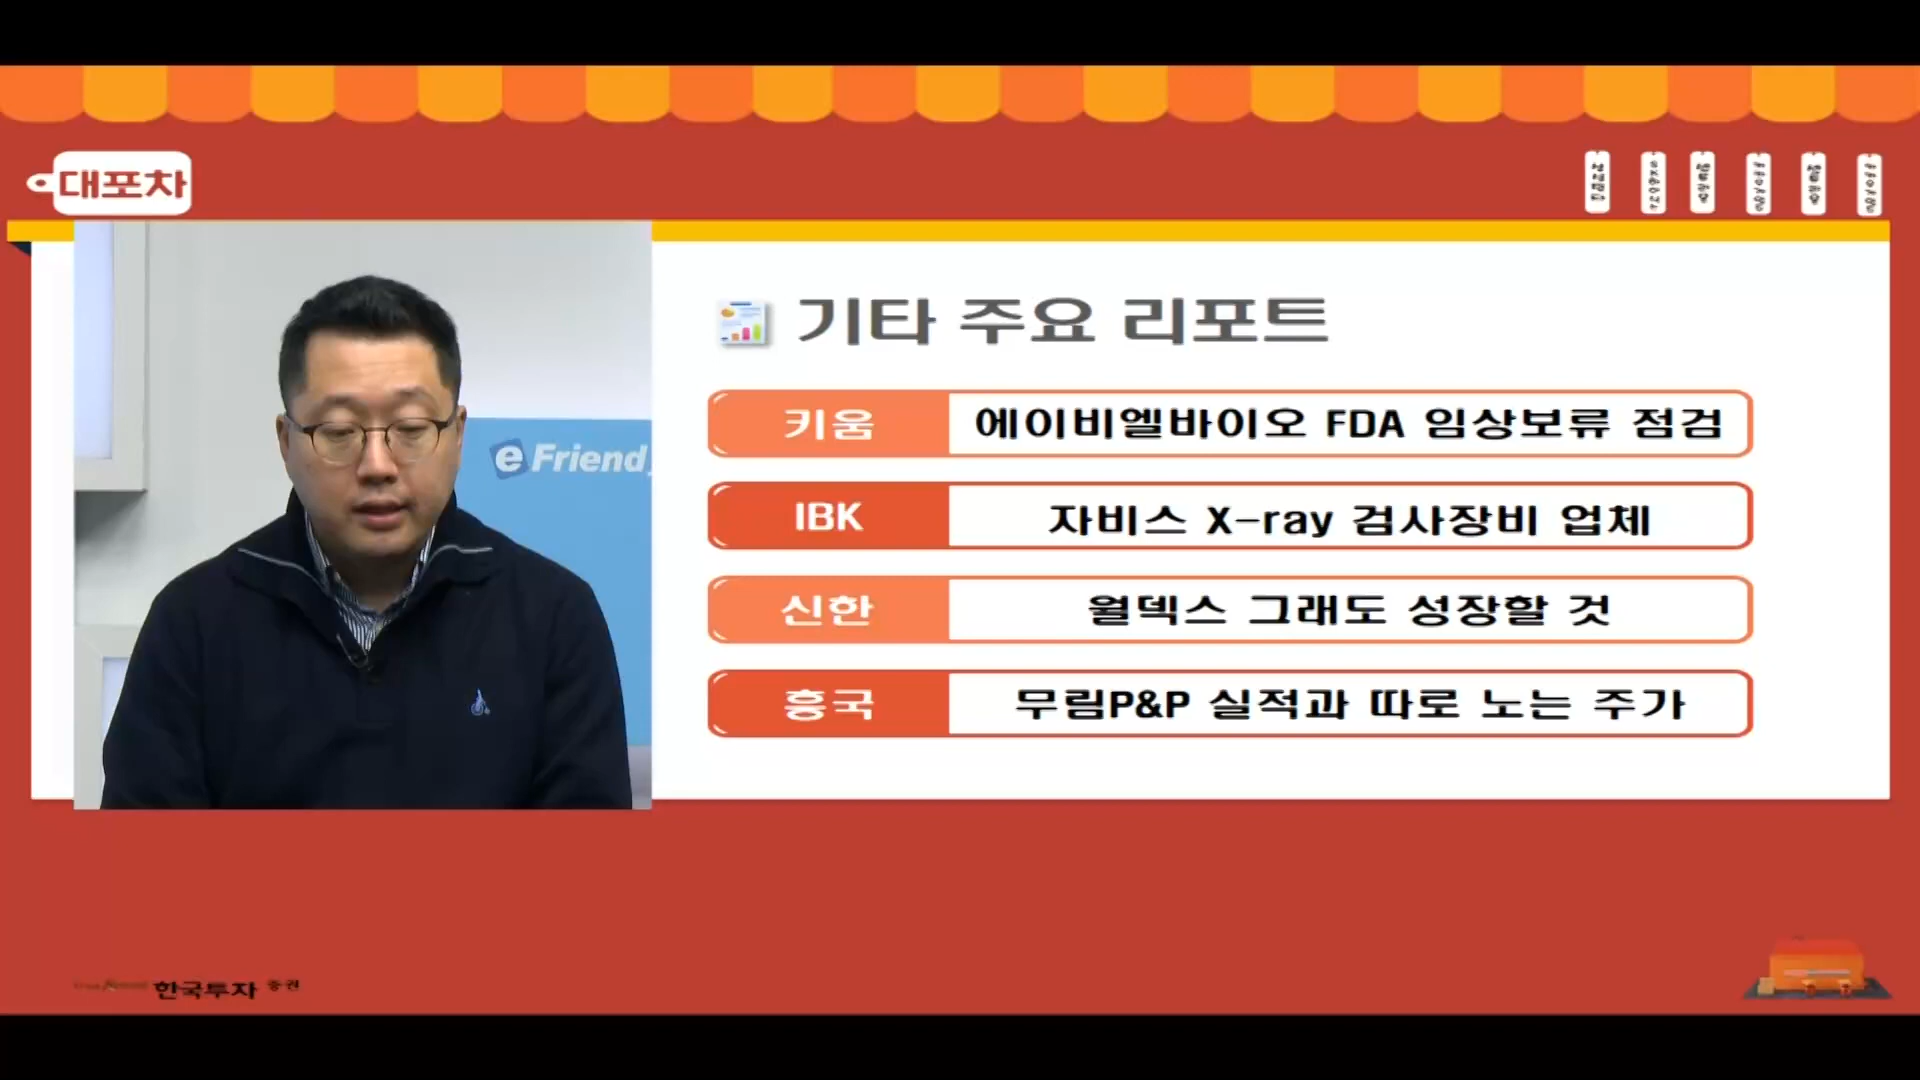 대포차
e Friend
기타 주요 리포트
키움 에이비엘바이오 FDA 임상보류 점검
IBK 자비스 X-ray 검사장비 업체
신한 월덱스 그래도 성장할 것
흥국 무림P&P 실적과 따로 노는 주가
한국투자 증권